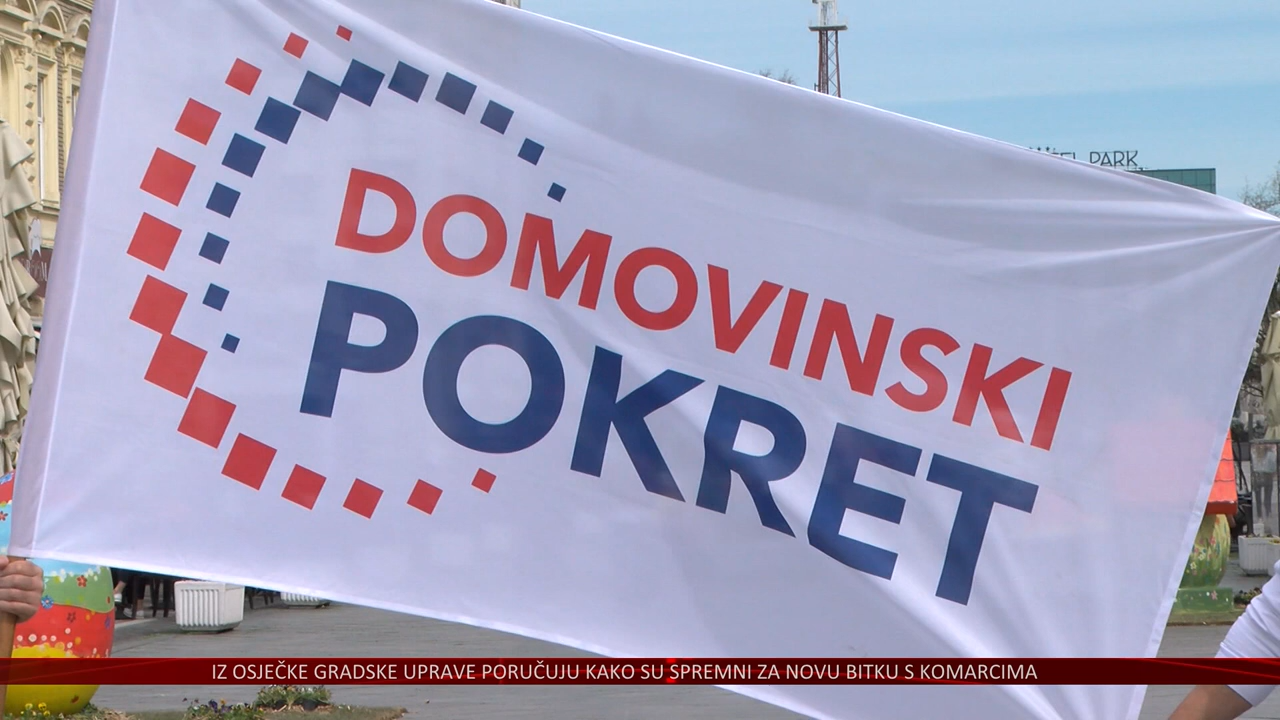 PARK
DOMOVINSKI
POKRET
IZ OSJEČKE GRADSKE UPRAVE PORUČUJU KAKO SU SPREMNI ZA NOVU BITKU S KOMARCIMA